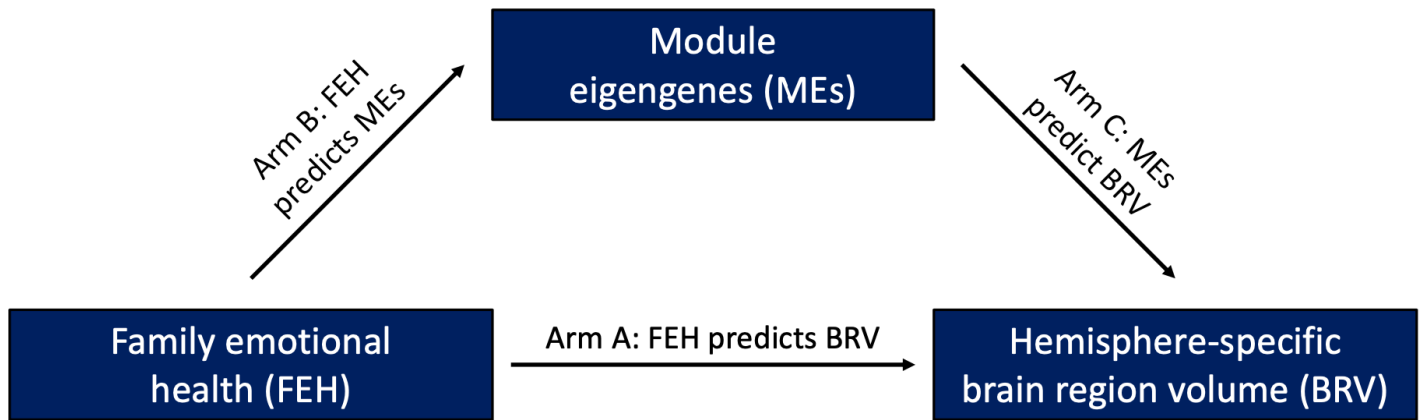 Module
eigengenes (MEs)
Arm B: FEH
predicts MEs
Arm C: MEs
predict BRV
Family emotional
health (FEH)
Arm A: FEH predicts BRV
Hemisphere-specific
brain region volume (BRV)